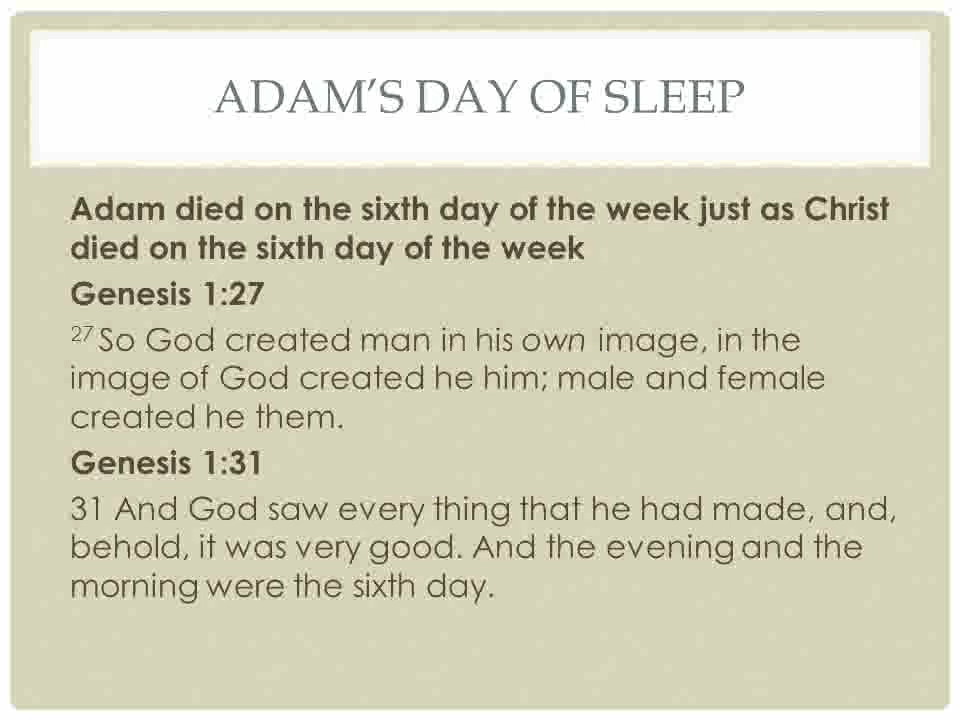 ADAM'S DAY OF SLEEP
Adam died on the sixth day of the week just as Christ
died on the sixth day of the week
Genesis 1:27
27 So God created man in his own image, in the
image of God created he him; male and female
created he them.
Genesis 1:31
31 And God saw every thing that he had made, and,
behold, it was very good. And the evening and the
morning were the sixth day.